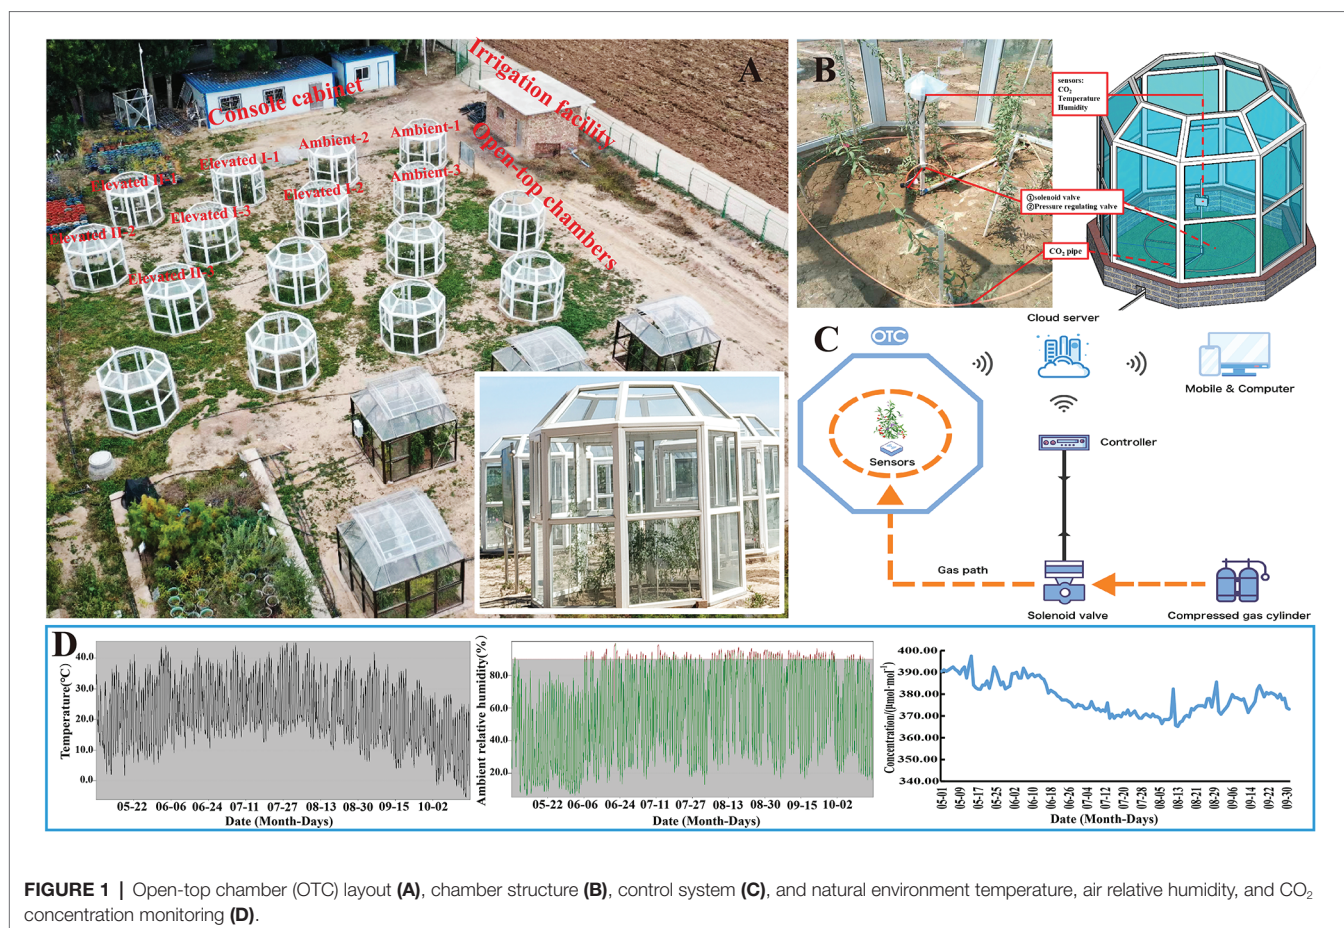 A
Console cabinet
Irrigation facility
Open-top chambers
Ambient-1
Ambient-2
Ambient-3
Elevated I-1
Elevated I-2
Elevated I-3
Elevated II-1
Elevated II-2
Elevated II-3
B
sensors:
CO₂
Temperature
Humidity
①solenoid valve
②Pressure regulating valve
CO₂ pipe
C
OTC
Cloud server
Mobile & Computer
Sensors
Controller
Gas path
Solenoid valve
Compressed gas cylinder
D
Temperature(℃)
40.0
30.0
20.0
10.0
0.0
05-22 06-06 06-24 07-11 07-27 08-13 08-30 09-15 10-02
Date (Month-Days)
Ambient relative humidity(%)
80.0
60.0
40.0
20.0
05-22 06-06 06-24 07-11 07-27 08-13 08-30 09-15 10-02
Date (Month-Days)
Concentration/(μmol·mol⁻¹)
400.00
390.00
380.00
370.00
360.00
350.00
340.00
05-01 05-09 05-17 05-25 06-02 06-10 06-18 06-26 07-04 07-12 07-20 07-28 08-05 08-13 08-21 08-29 09-06 09-14 09-22 09-30
Date (Month-Days)
FIGURE 1 | Open-top chamber (OTC) layout (A), chamber structure (B), control system (C), and natural environment temperature, air relative humidity, and CO₂
concentration monitoring (D).